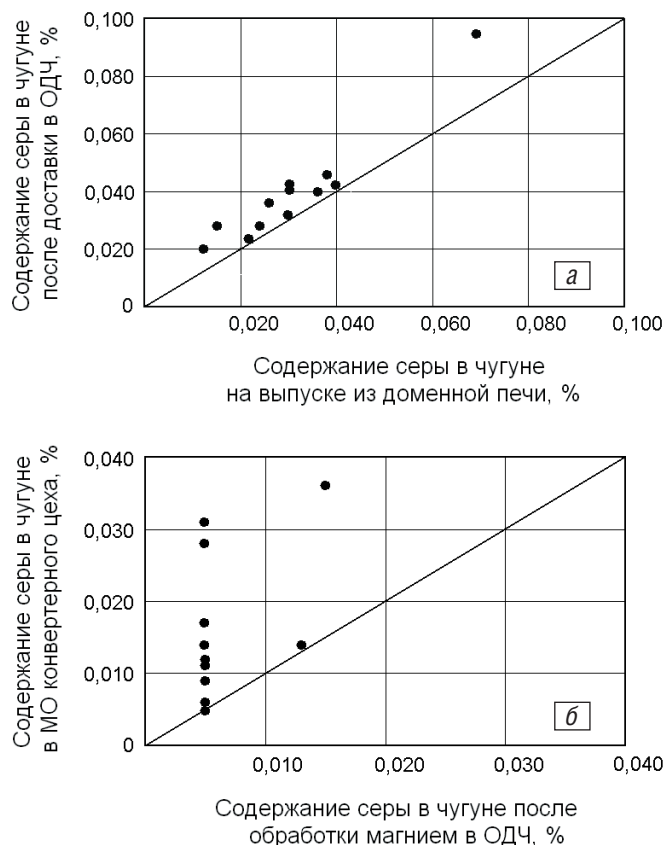 Содержание серы в чугуне
после доставки в ОДЧ, %
0,100
0,080
0,060
0,040
0,020
0
а
0,020 0,040 0,060 0,080 0,100
Содержание серы в чугуне
на выпуске из доменной печи, %
Содержание серы в чугуне
в МО конвертерного цеха, %
0,040
0,030
0,020
0,010
0
б
0,010 0,020 0,030 0,040
Содержание серы в чугуне после
обработки магнием в ОДЧ, %